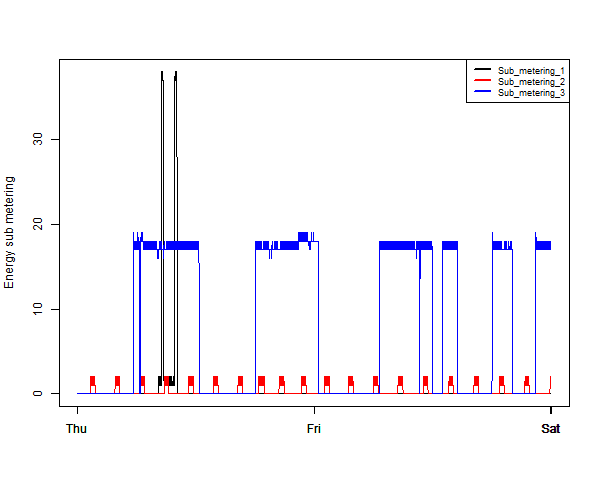 Sub_metering_1
Sub_metering_2
Sub_metering_3
Energy sub metering
30
20
10
0
Thu Fri Sat